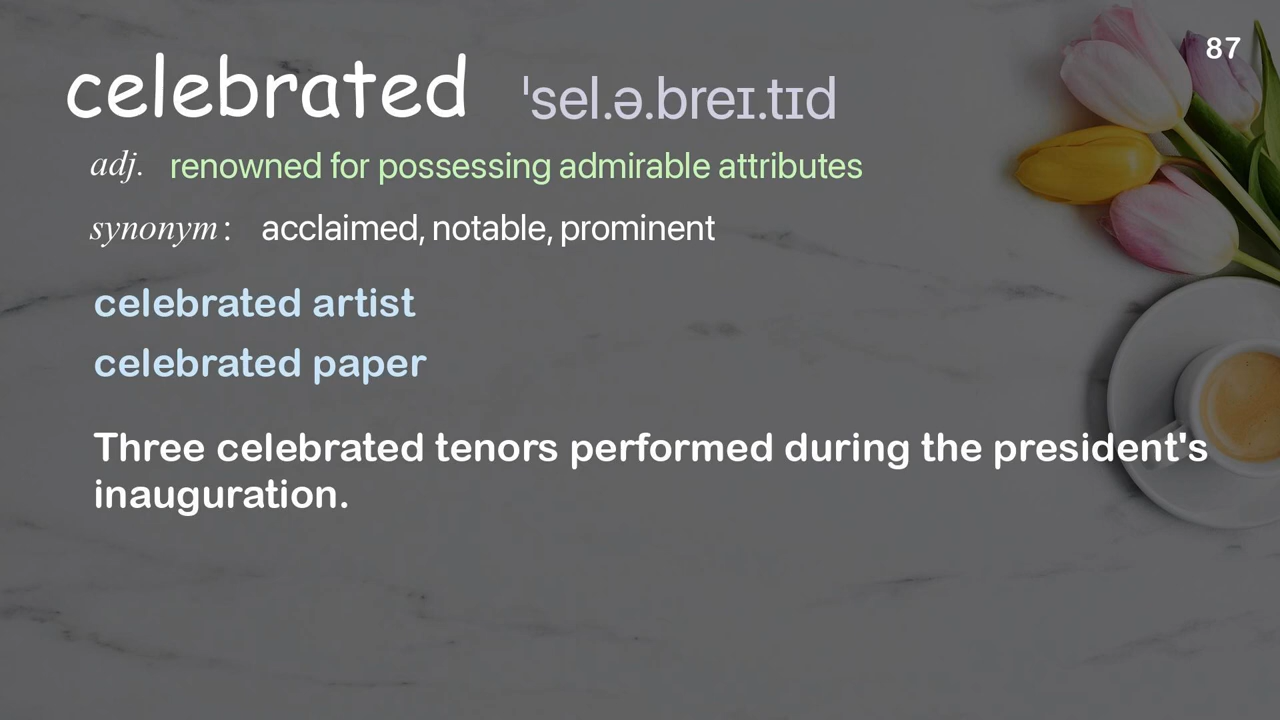 87
celebrated ˈsel.ə.breɪ.tɪd
adj. renowned for possessing admirable attributes
synonym: acclaimed, notable, prominent
celebrated artist
celebrated paper
Three celebrated tenors performed during the president's
inauguration.